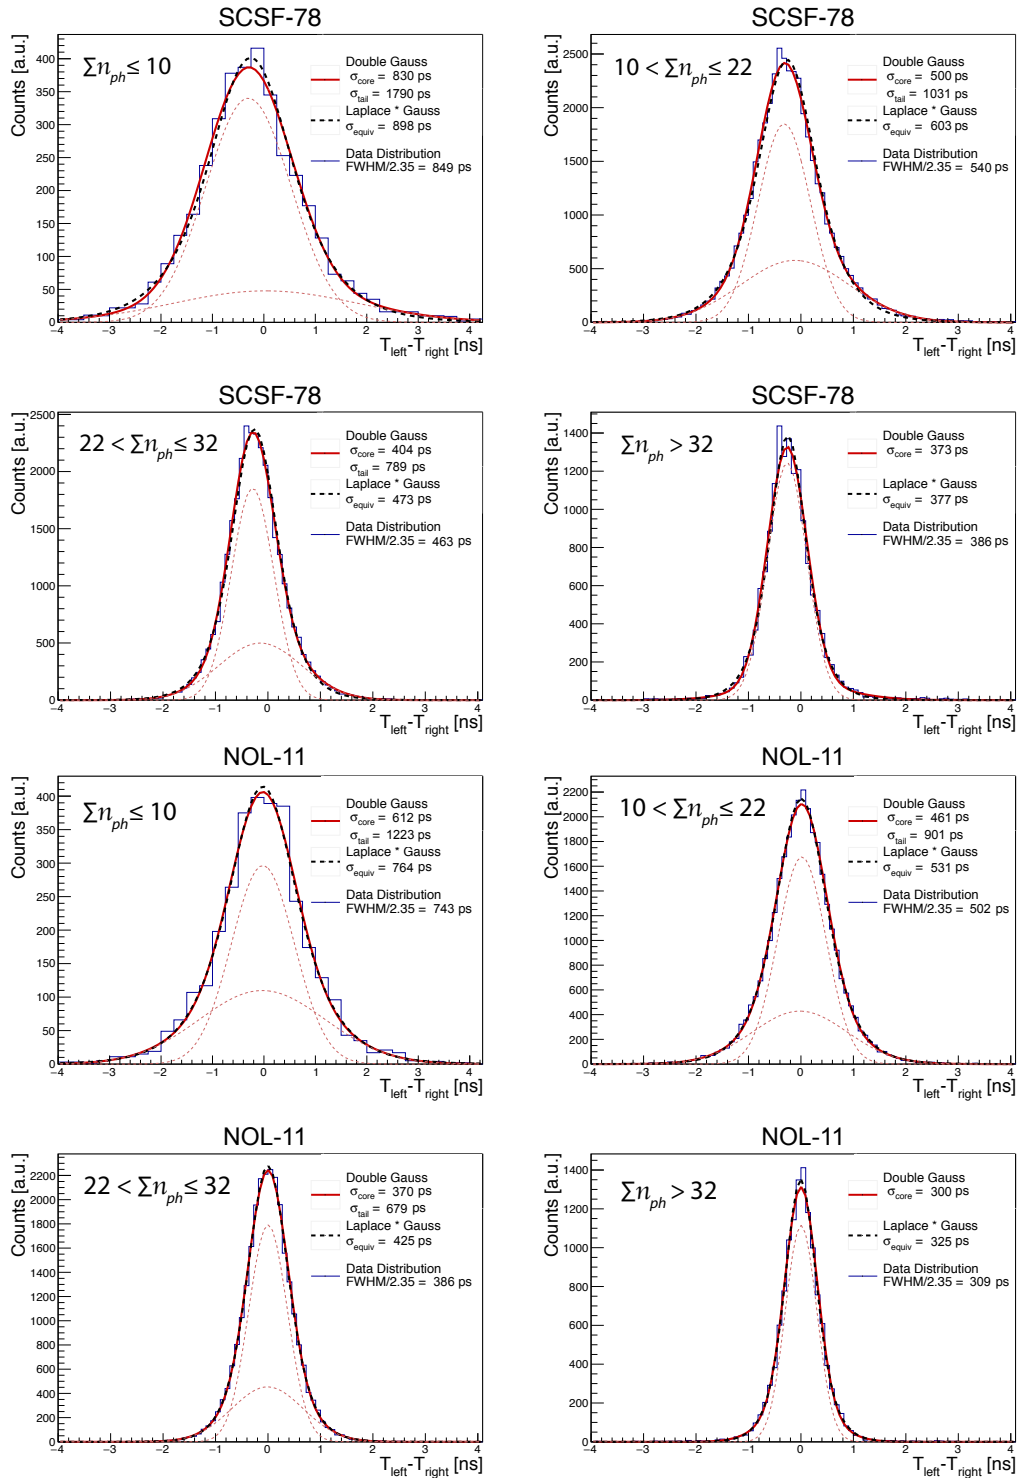 SCSF-78
Counts [a.u.]
∑n_ph ≤ 10
Double Gauss
σ_core = 830 ps
σ_tail = 1790 ps
Laplace * Gauss
σ_equiv = 898 ps
Data Distribution
FWHM/2.35 = 849 ps
400
350
300
250
200
150
100
50
0
−4 −3 −2 −1 0 1 2 3 4
T_left-T_right [ns]
SCSF-78
Counts [a.u.]
10 < ∑n_ph ≤ 22
Double Gauss
σ_core = 500 ps
σ_tail = 1031 ps
Laplace * Gauss
σ_equiv = 603 ps
Data Distribution
FWHM/2.35 = 540 ps
2500
2000
1500
1000
500
0
−4 −3 −2 −1 0 1 2 3 4
T_left-T_right [ns]
SCSF-78
Counts [a.u.]
22 < ∑n_ph ≤ 32
Double Gauss
σ_core = 404 ps
σ_tail = 789 ps
Laplace * Gauss
σ_equiv = 473 ps
Data Distribution
FWHM/2.35 = 463 ps
2500
2000
1500
1000
500
0
−4 −3 −2 −1 0 1 2 3 4
T_left-T_right [ns]
SCSF-78
Counts [a.u.]
∑n_ph > 32
Double Gauss
σ_core = 373 ps
Laplace * Gauss
σ_equiv = 377 ps
Data Distribution
FWHM/2.35 = 386 ps
1400
1200
1000
800
600
400
200
0
−4 −3 −2 −1 0 1 2 3 4
T_left-T_right [ns]
NOL-11
Counts [a.u.]
∑n_ph ≤ 10
Double Gauss
σ_core = 612 ps
σ_tail = 1223 ps
Laplace * Gauss
σ_equiv = 764 ps
Data Distribution
FWHM/2.35 = 743 ps
400
350
300
250
200
150
100
50
0
−4 −3 −2 −1 0 1 2 3 4
T_left-T_right [ns]
NOL-11
Counts [a.u.]
10 < ∑n_ph ≤ 22
Double Gauss
σ_core = 461 ps
σ_tail = 901 ps
Laplace * Gauss
σ_equiv = 531 ps
Data Distribution
FWHM/2.35 = 502 ps
2200
2000
1800
1600
1400
1200
1000
800
600
400
200
0
−4 −3 −2 −1 0 1 2 3 4
T_left-T_right [ns]
NOL-11
Counts [a.u.]
22 < ∑n_ph ≤ 32
Double Gauss
σ_core = 370 ps
σ_tail = 679 ps
Laplace * Gauss
σ_equiv = 425 ps
Data Distribution
FWHM/2.35 = 386 ps
2200
2000
1800
1600
1400
1200
1000
800
600
400
200
0
−4 −3 −2 −1 0 1 2 3 4
T_left-T_right [ns]
NOL-11
Counts [a.u.]
∑n_ph > 32
Double Gauss
σ_core = 300 ps
Laplace * Gauss
σ_equiv = 325 ps
Data Distribution
FWHM/2.35 = 309 ps
1400
1200
1000
800
600
400
200
0
−4 −3 −2 −1 0 1 2 3 4
T_left-T_right [ns]